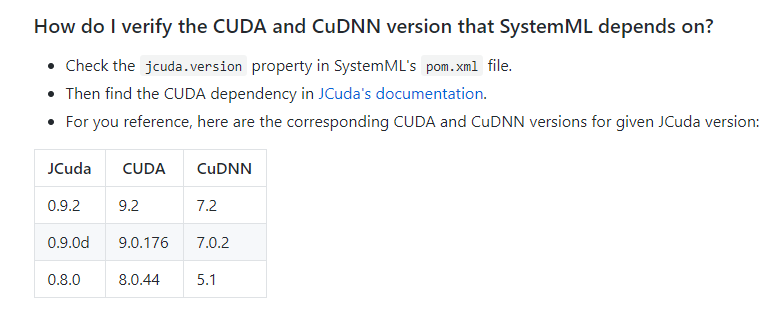 How do I verify the CUDA and CuDNN version that SystemML depends on?
Check the jcuda.version property in SystemML's pom.xml file.
Then find the CUDA dependency in JCuda's documentation.
For you reference, here are the corresponding CUDA and CuDNN versions for given JCuda version:
JCuda CUDA CuDNN
0.9.2 9.2 7.2
0.9.0d 9.0.176 7.0.2
0.8.0 8.0.44 5.1